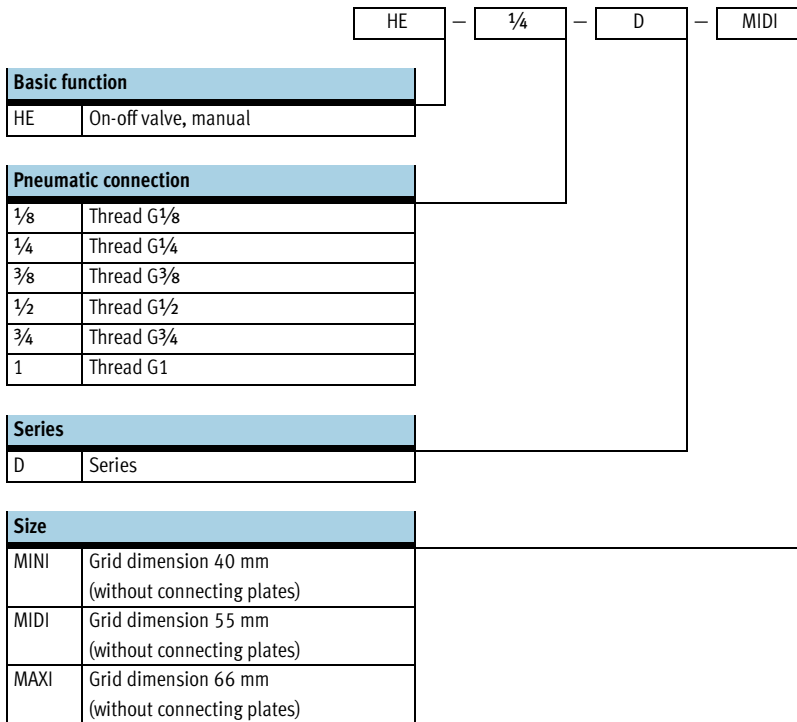 HE – ¼ – D – MIDI
Basic function
HE On-off valve, manual
Pneumatic connection
⅛ Thread G⅛
¼ Thread G¼
⅜ Thread G⅜
½ Thread G½
¾ Thread G¾
1 Thread G1
Series
D Series
Size
MINI Grid dimension 40 mm
(without connecting plates)
MIDI Grid dimension 55 mm
(without connecting plates)
MAXI Grid dimension 66 mm
(without connecting plates)